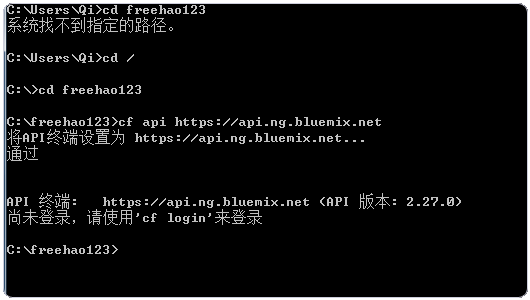 C:\Users\Qi>cd freehao123
系统找不到指定的路径。
C:\Users\Qi>cd /
C:\>cd freehao123
C:\freehao123>cf api https://api.ng.bluemix.net
将API终端设置为 https://api.ng.bluemix.net...
通过
API 终端:   https://api.ng.bluemix.net (API 版本: 2.27.0)
尚未登录，请使用'cf login'来登录
C:\freehao123>